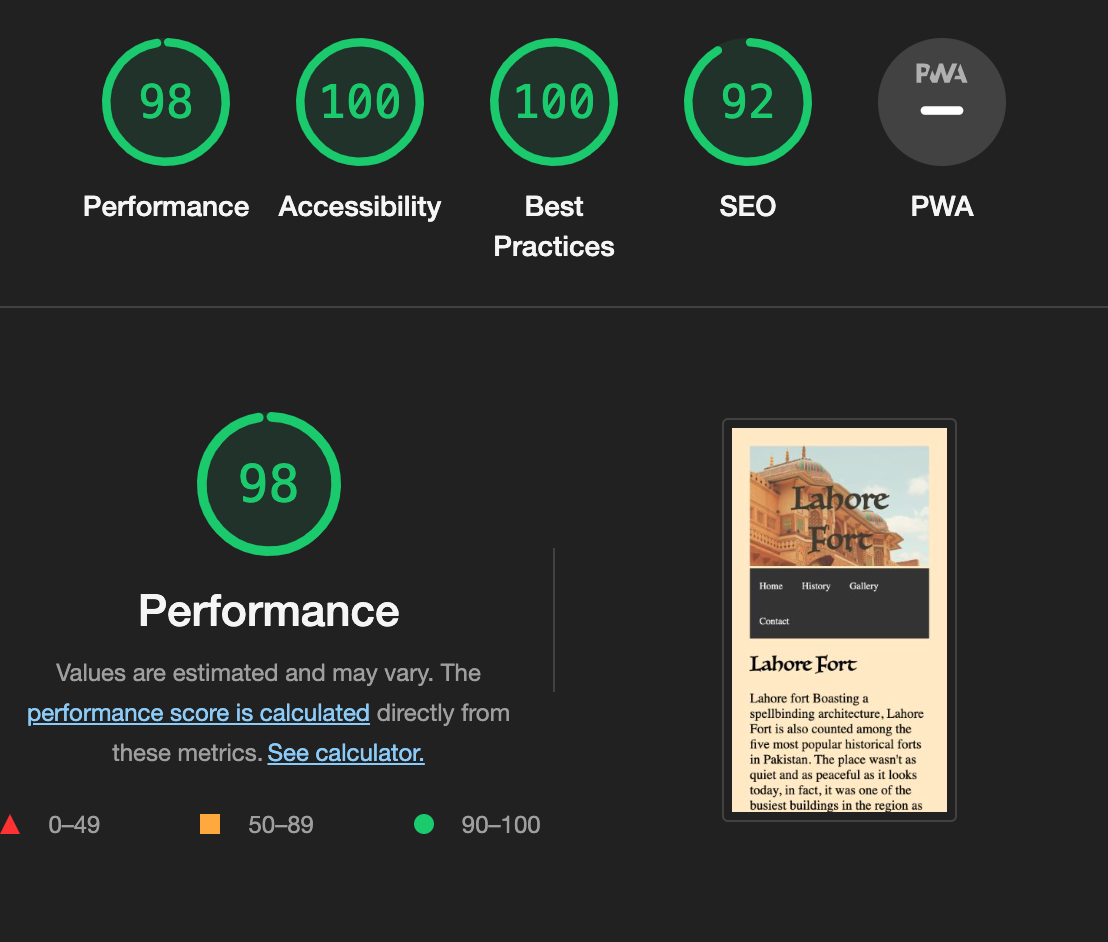 98
100
100
92
PWA
Performance
Accessibility
Best
Practices
SEO
PWA
98
Performance
Values are estimated and may vary. The
performance score is calculated directly from
these metrics. See calculator.
0–49
50–89
90–100
Lahore
Fort
Home History Gallery
Contact
Lahore Fort
Lahore fort Boasting a
spellbinding architecture, Lahore
Fort is also counted among the
five most popular historical forts
in Pakistan. The place wasn't as
quiet and as peaceful as it looks
today, in fact, it was one of the
busiest buildings in the region as